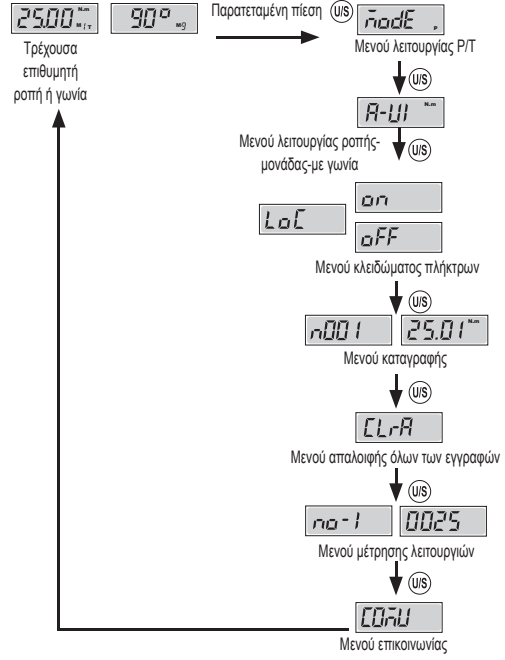 25.00 N.m M/T 90° Παρατεταμένη πίεση U/S
ñodE P
Τρέχουσα
επιθυμητή
ροπή ή γωνία
Μενού λειτουργίας P/T
U/S
A-UI N.m
Μενού λειτουργίας ροπής-
μονάδας-με γωνία
U/S
LoC
on
oFF
Μενού κλειδώματος πλήκτρων
U/S
n001 25.01 N.m
Μενού καταγραφής
U/S
CLrA
Μενού απαλοιφής όλων των εγγραφών
U/S
no-1 0025
Μενού μέτρησης λειτουργιών
U/S
COñU
Μενού επικοινωνίας